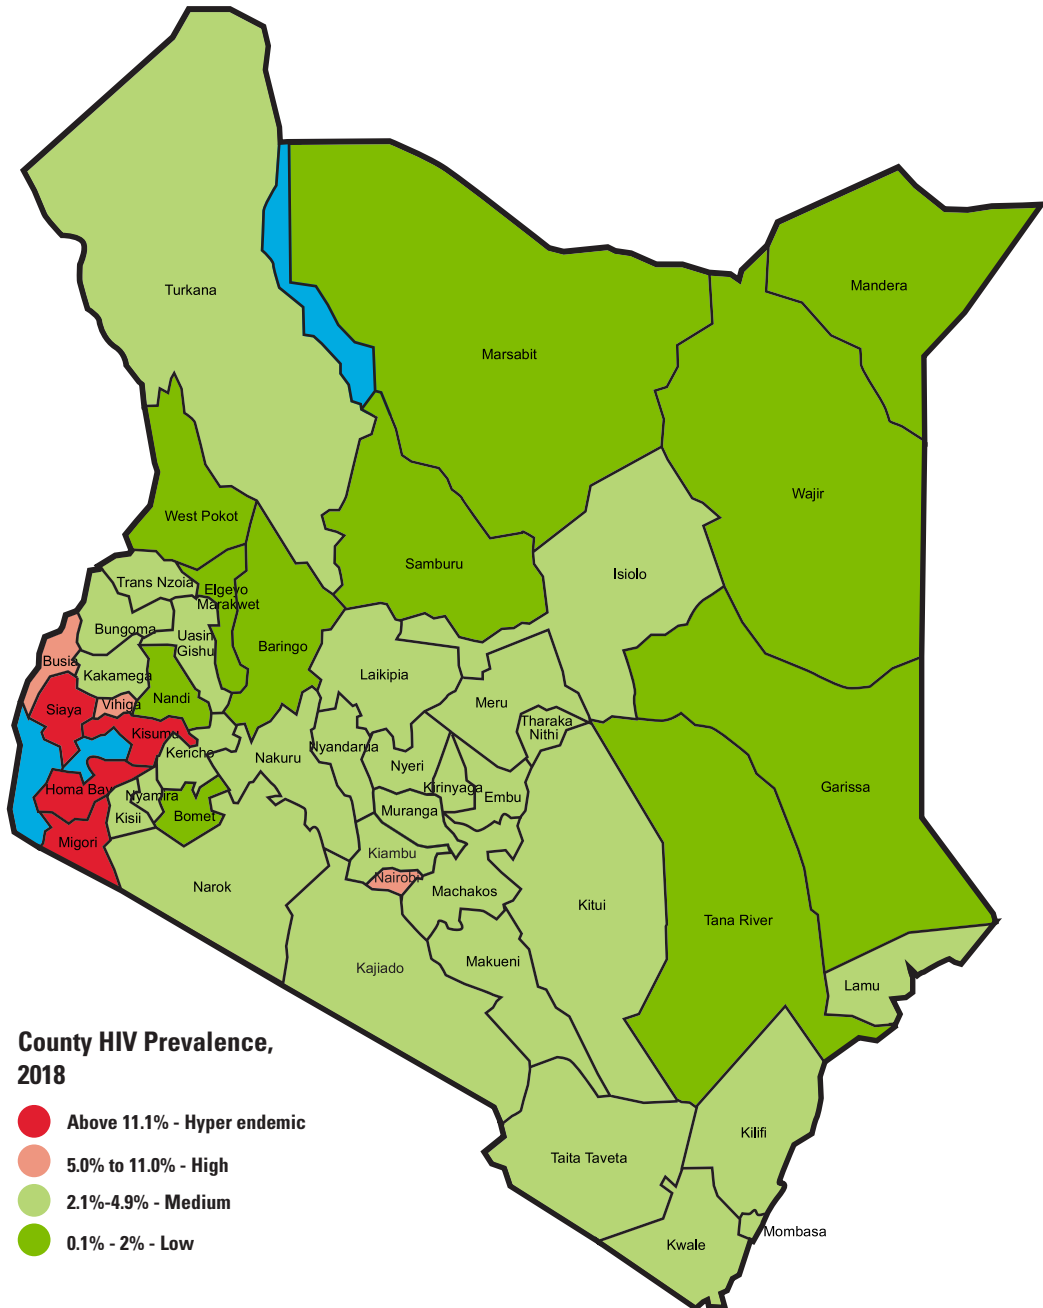 Turkana
Mandera
Marsabit
Wajir
West Pokot
Samburu
Isiolo
Trans Nzoia
Elgeyo
Marakwet
Bungoma
Uasin
Gishu
Baringo
Busia
Kakamega
Laikipia
Nandi
Vihiga
Siaya
Meru
Tharaka
Nithi
Kisumu
Kericho
Nyandarua
Nakuru
Nyeri
Garissa
Homa Bay
Nyamira
Kirinyaga
Embu
Kisii
Bomet
Muranga
Migori
Kiambu
Nairobi
Narok
Machakos
Kitui
Tana River
Makueni
Kajiado
Lamu
County HIV Prevalence,
2018
Above 11.1% - Hyper endemic
5.0% to 11.0% - High
2.1%-4.9% - Medium
0.1% - 2% - Low
Kilifi
Taita Taveta
Mombasa
Kwale